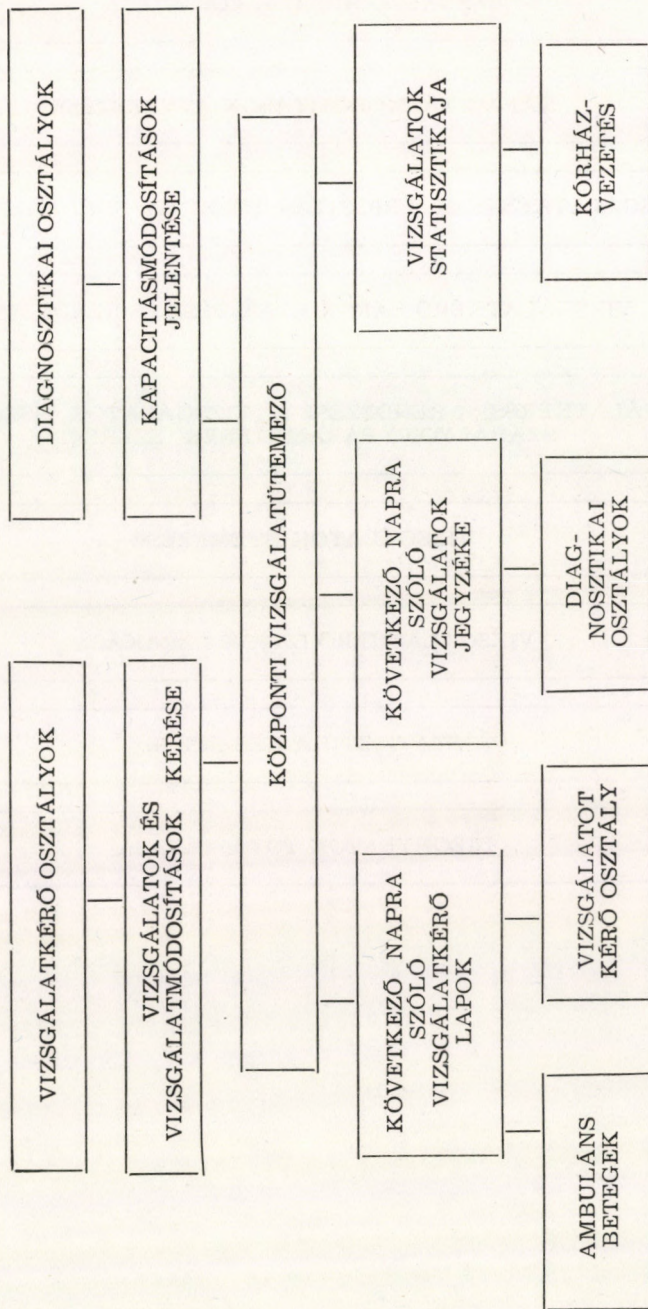 VIZSGÁLATKÉRŐ OSZTÁLYOK
DIAGNOSZTIKAI OSZTÁLYOK
VIZSGÁLATOK ÉS
VIZSGÁLATMÓDOSÍTÁSOK KÉRÉSE
KAPACITÁSMÓDOSÍTÁSOK
JELENTÉSE
KÖZPONTI VIZSGÁLATÜTEMEZŐ
KÖVETKEZŐ NAPRA
SZÓLÓ
VIZSGÁLATKÉRŐ
LAPOK
KÖVETKEZŐ NAPRA
SZÓLÓ
VIZSGÁLATOK
JEGYZÉKE
VIZSGÁLATOK
STATISZTIKÁJA
AMBULÁNS
BETEGEK
VIZSGÁLATOT
KÉRŐ OSZTÁLY
DIAG-
NOSZTIKAI
OSZTÁLYOK
KÓRHÁZ-
VEZETÉS